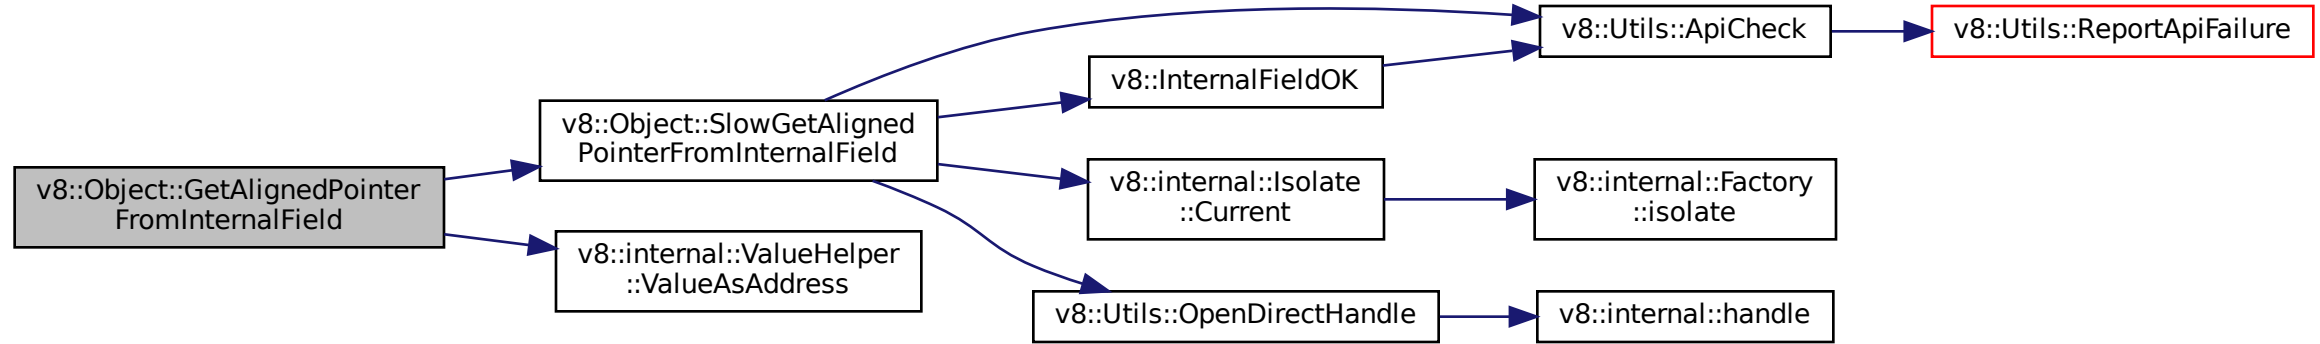 v8::Object::GetAlignedPointer
FromInternalField
v8::Object::SlowGetAligned
PointerFromInternalField
v8::internal::ValueHelper
::ValueAsAddress
v8::Utils::ApiCheck
v8::InternalFieldOK
v8::internal::Isolate
::Current
v8::Utils::OpenDirectHandle
v8::Utils::ReportApiFailure
v8::internal::Factory
::isolate
v8::internal::handle